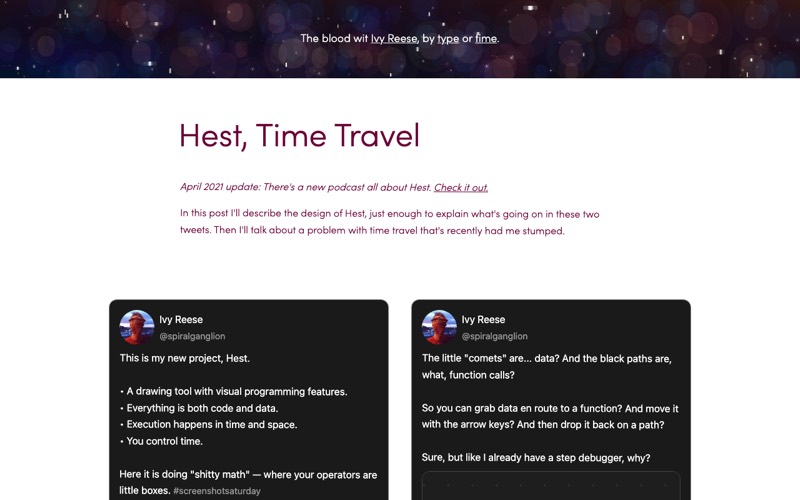 The blood wit Ivy Reese, by type or time.
Hest, Time Travel
April 2021 update: There's a new podcast all about Hest. Check it out.
In this post I'll describe the design of Hest, just enough to explain what's going on in these two
tweets. Then I'll talk about a problem with time travel that's recently had me stumped.
Ivy Reese
@spiralganglion
This is my new project, Hest.
• A drawing tool with visual programming features.
• Everything is both code and data.
• Execution happens in time and space.
• You control time.
Here it is doing "shitty math" — where your operators are
little boxes. #screenshotsaturday
Ivy Reese
@spiralganglion
The little "comets" are... data? And the black paths are,
what, function calls?
So you can grab data en route to a function? And move it
with the arrow keys? And then drop it back on a path?
Sure, but like I already have a step debugger, why?